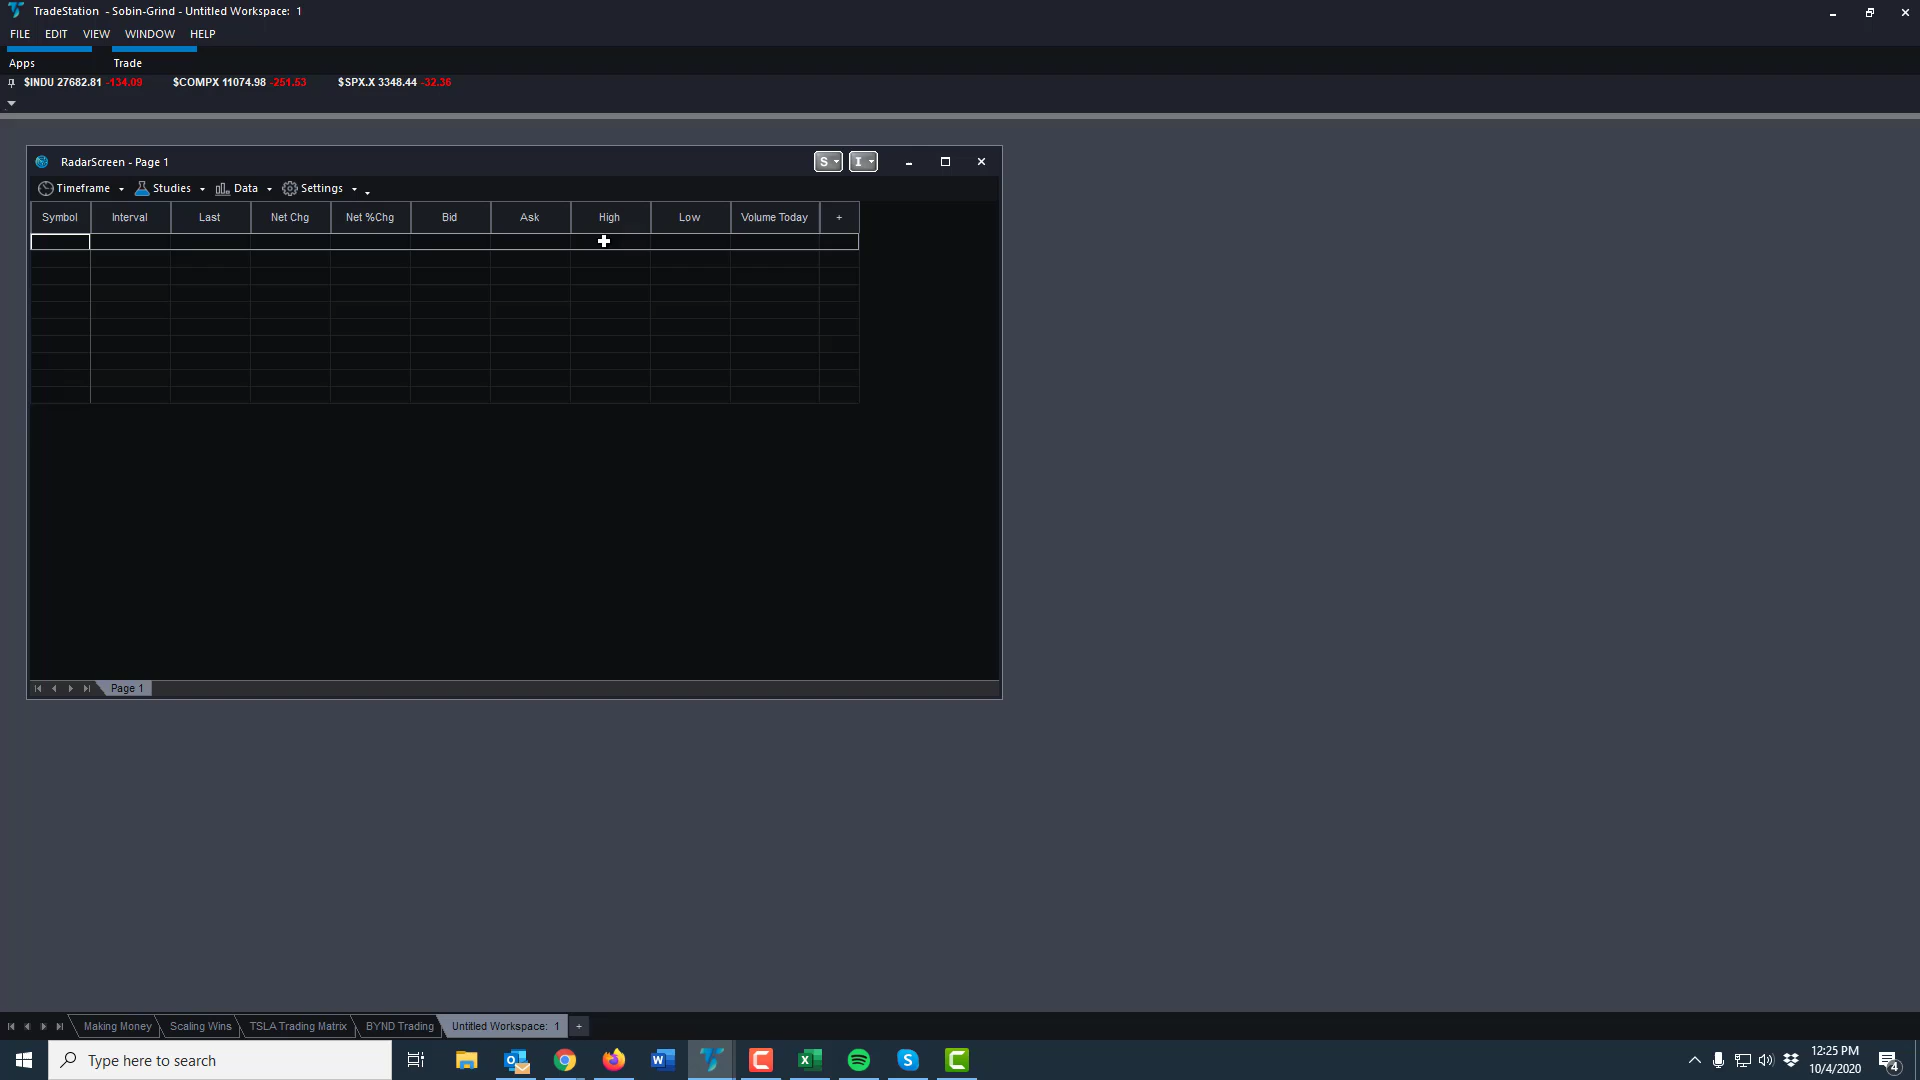 TradeStation - Sobin-Grind - Untitled Workspace: 1
FILE EDIT VIEW WINDOW HELP
Apps Trade
$INDU 27682.81 -134.09 $COMPX 11074.98 -251.53 $SPX.X 3348.44 -32.36
RadarScreen - Page 1 S I
Timeframe Studies Data Settings
Symbol Interval Last Net Chg Net %Chg Bid Ask High Low Volume Today +
Page 1
Making Money Scaling Wins TSLA Trading Matrix BYND Trading Untitled Workspace: 1 +
Type here to search
12:25 PM
10/4/2020
4